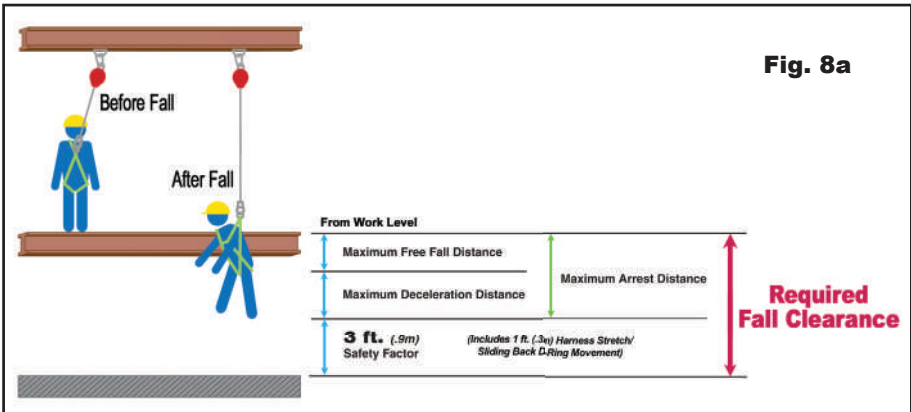 Fig. 8a
Before Fall
After Fall
From Work Level
Maximum Free Fall Distance
Maximum Arrest Distance
Maximum Deceleration Distance
Required
Fall Clearance
3 ft. (.9m)
Safety Factor
(Includes 1 ft. (.3m) Harness Stretch/
Sliding Back D-Ring Movement)